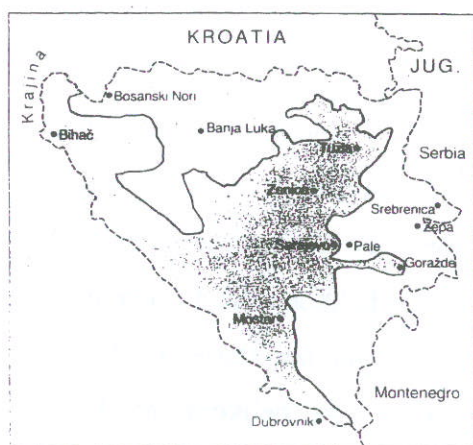 KROATIA
JUG.
Krajina
Bosanski Nori
Bihač
Banja Luka
Tuzla
Serbia
Zenica
Srebrenica
Žepa
Sarajevo
Pale
Goražde
Mostar
Montenegro
Dubrovnik